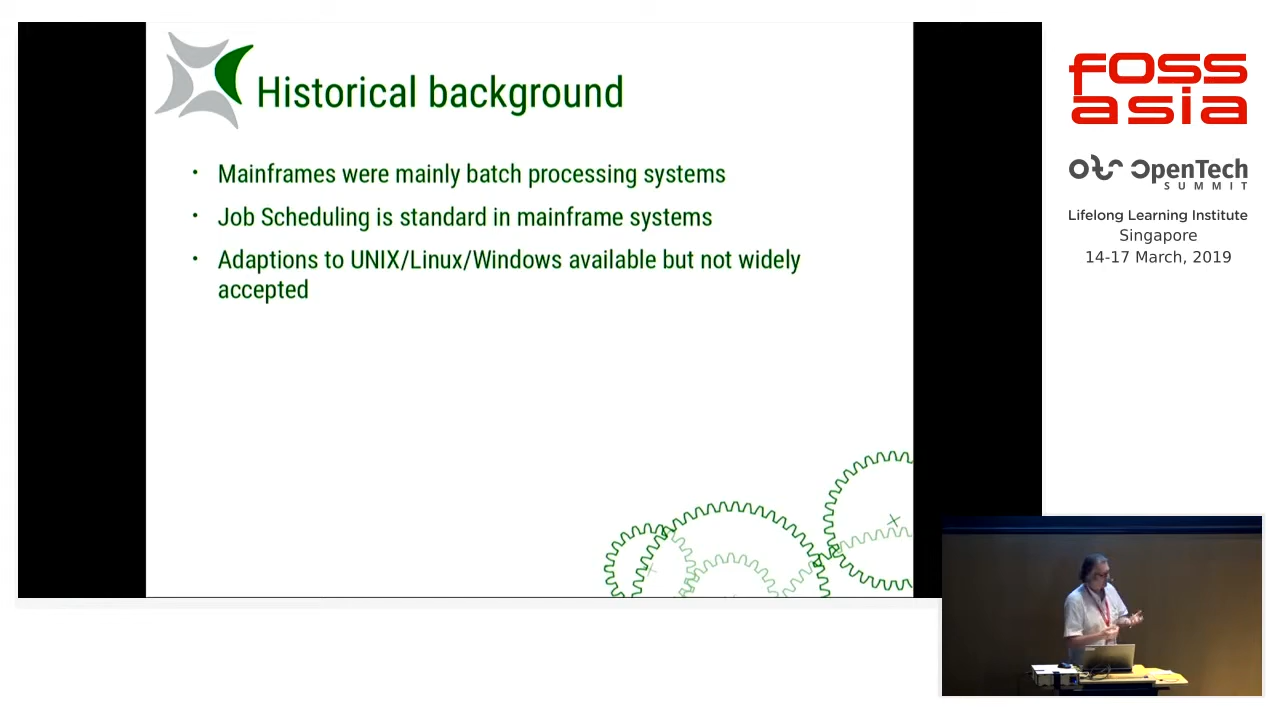 Historical background
• Mainframes were mainly batch processing systems
• Job Scheduling is standard in mainframe systems
• Adaptions to UNIX/Linux/Windows available but not widely
accepted
FOSS
asia
OpenTech
SUMMIT
Lifelong Learning Institute
Singapore
14-17 March, 2019